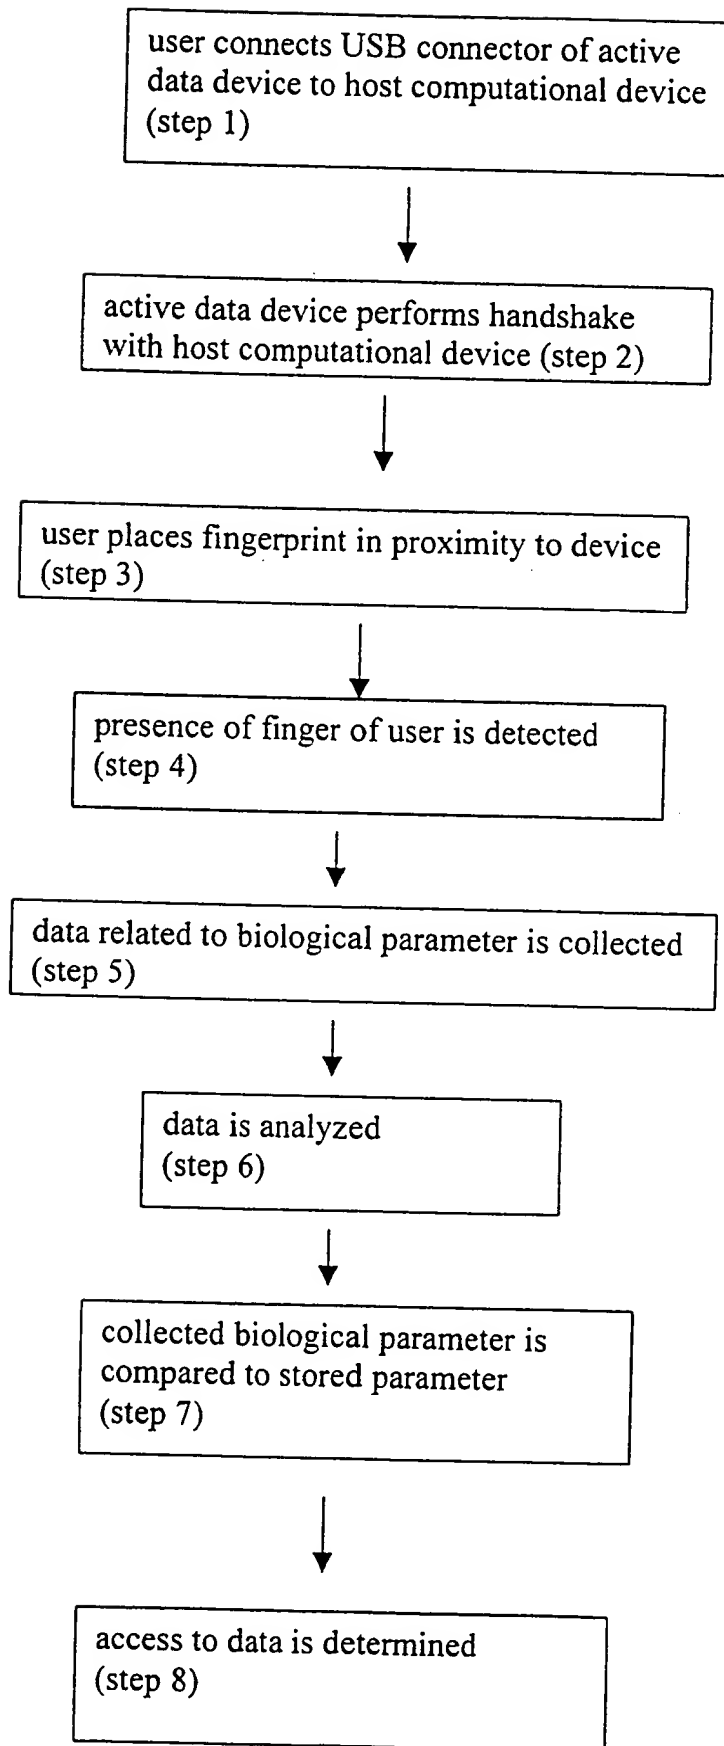 user connects USB connector of active
data device to host computational device
(step 1)
active data device performs handshake
with host computational device (step 2)
user places fingerprint in proximity to device
(step 3)
presence of finger of user is detected
(step 4)
data related to biological parameter is collected
(step 5)
data is analyzed
(step 6)
collected biological parameter is
compared to stored parameter
(step 7)
access to data is determined
(step 8)